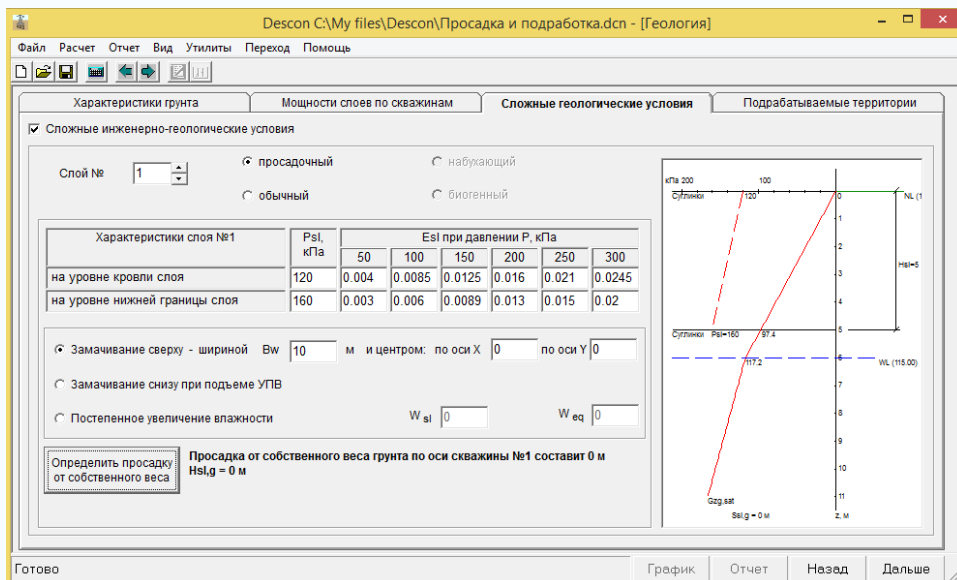 Descon C:\My files\Descon\Просадка и подработка.dcn - [Геология]
Файл Расчет Отчет Вид Утилиты Переход Помощь
Характеристики грунта Мощности слоев по скважинам Сложные геологические условия Подрабатываемые территории
Сложные инженерно-геологические условия
Слой № 1 просадочный набухающий
обычный биогенный
Характеристики слоя №1 Psl, кПа Esl при давлении P, кПа
50 100 150 200 250 300
на уровне кровли слоя 120 0.004 0.0085 0.0125 0.016 0.021 0.0245
на уровне нижней границы слоя 160 0.003 0.006 0.0089 0.013 0.015 0.02
Замачивание сверху - шириной Bw 10 м и центром: по оси X 0 по оси Y 0
Замачивание снизу при подъеме УПВ
Постепенное увеличение влажности W sl 0 W eq 0
Определить просадку
от собственного веса
Просадка от собственного веса грунта по оси скважины №1 составит 0 м
Hsl,g = 0 м
кПа 200 100
Суглинки 120 0 NL (1
1
2
3
Hsl=5
4
Суглинки Psl=160 97.4 5
6
117.2 WL (115.00)
7
8
9
10
11
Gzg,sat
Ssl,g = 0 м z, м
Готово График Отчет Назад Дальше